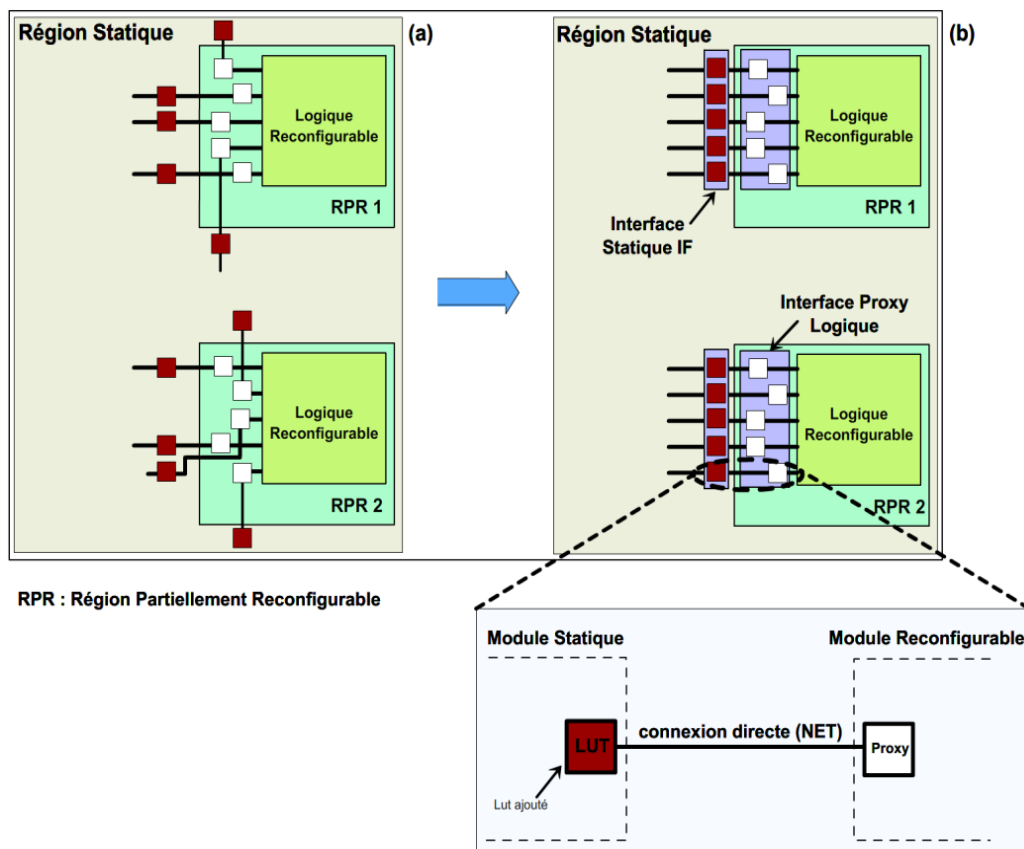 Région Statique
(a)
Logique
Reconfigurable
RPR 1
Logique
Reconfigurable
RPR 2
Région Statique
(b)
Logique
Reconfigurable
RPR 1
Interface
Statique IF
Interface Proxy
Logique
Logique
Reconfigurable
RPR 2
RPR : Région Partiellement Reconfigurable
Module Statique
Module Reconfigurable
LUT
connexion directe (NET)
Proxy
Lut ajouté